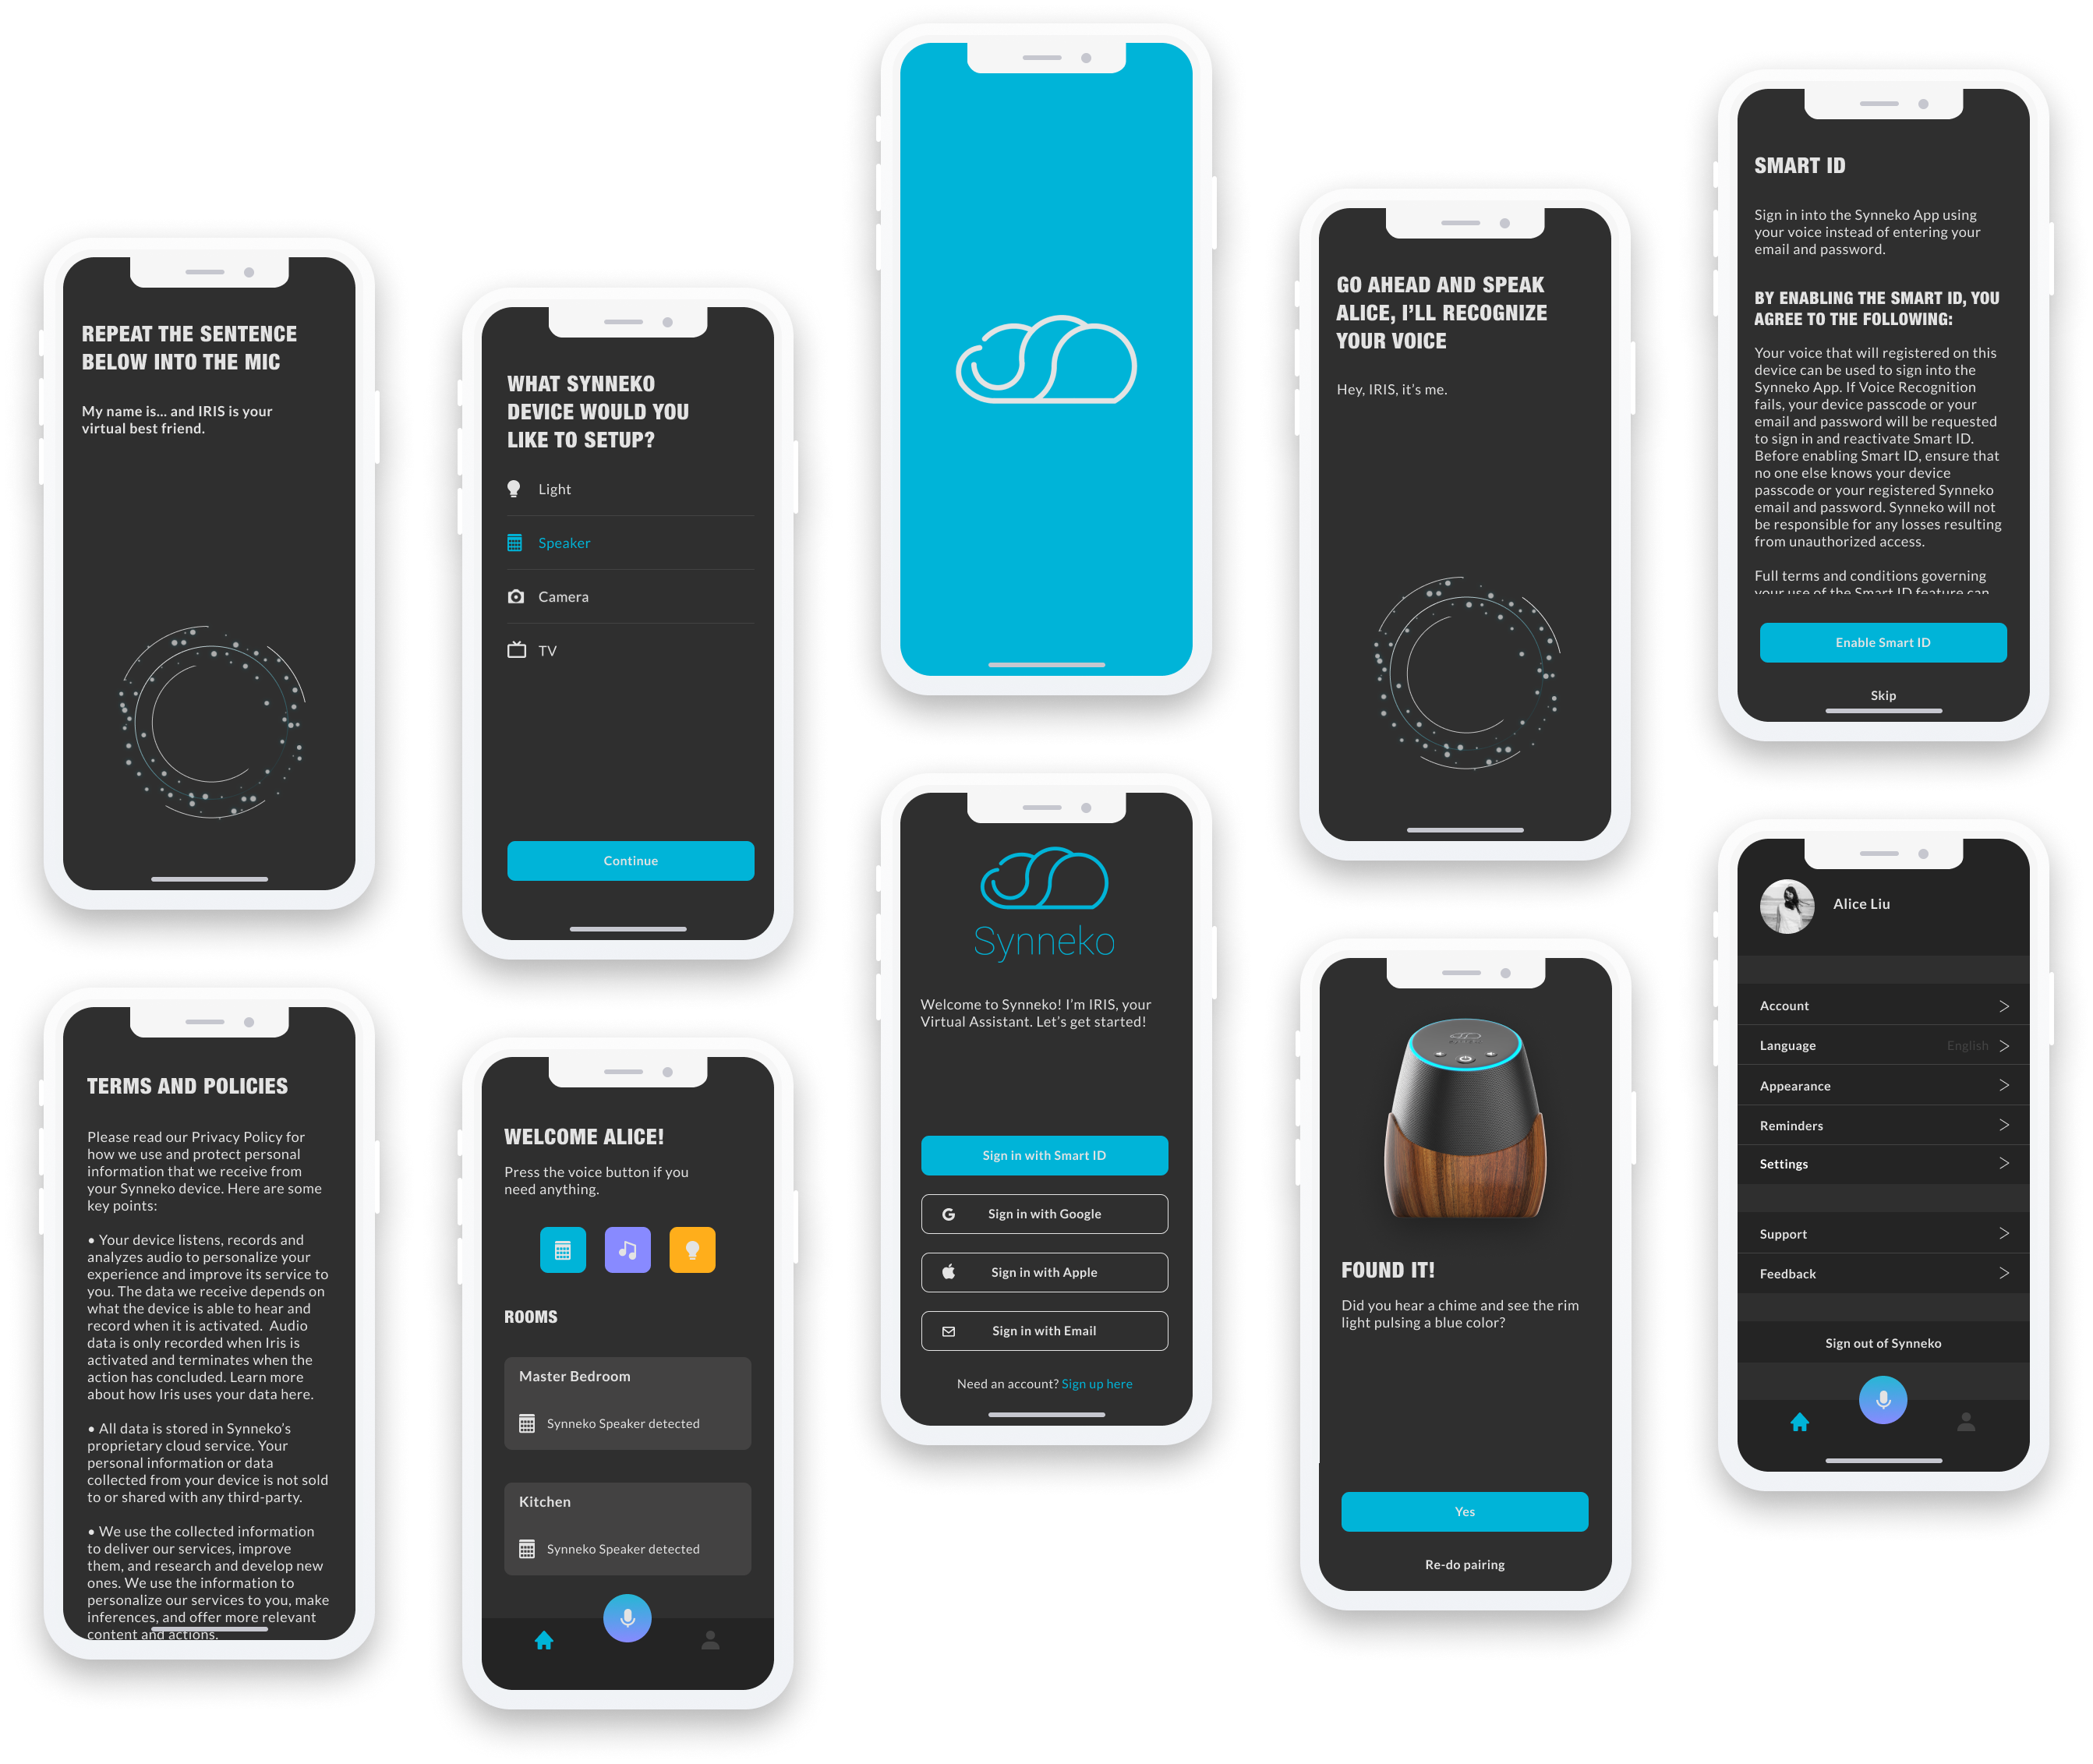 REPEAT THE SENTENCE
BELOW INTO THE MIC
My name is... and IRIS is your
virtual best friend.
TERMS AND POLICIES
Please read our Privacy Policy for
how we use and protect personal
information that we receive from
your Synneko device. Here are some
key points:
• Your device listens, records and
analyzes audio to personalize your
experience and improve its service to
you. The data we receive depends on
what the device is able to hear and
record when it is activated.  Audio
data is only recorded when Iris is
activated and terminates when the
action has concluded. Learn more
about how Iris uses your data here.
• All data is stored in Synneko’s
proprietary cloud service. Your
personal information or data
collected from your device is not sold
to or shared with any third-party.
• We use the collected information
to deliver our services, improve
them, and research and develop new
ones. We use the information to
personalize our services to you, make
inferences, and offer more relevant
content and actions.
WHAT SYNNEKO
DEVICE WOULD YOU
LIKE TO SETUP?
Light
Speaker
Camera
TV
Continue
WELCOME ALICE!
Press the voice button if you
need anything.
ROOMS
Master Bedroom
Synneko Speaker detected
Kitchen
Synneko Speaker detected
Synneko
Welcome to Synneko! I’m IRIS, your
Virtual Assistant. Let’s get started!
Sign in with Smart ID
Sign in with Google
Sign in with Apple
Sign in with Email
Need an account? Sign up here
GO AHEAD AND SPEAK
ALICE, I’LL RECOGNIZE
YOUR VOICE
Hey, IRIS, it’s me.
FOUND IT!
Did you hear a chime and see the rim
light pulsing a blue color?
Yes
Re-do pairing
SMART ID
Sign in into the Synneko App using
your voice instead of entering your
email and password.
BY ENABLING THE SMART ID, YOU
AGREE TO THE FOLLOWING:
Your voice that will registered on this
device can be used to sign into the
Synneko App. If Voice Recognition
fails, your device passcode or your
email and password will be requested
to sign in and reactivate Smart ID.
Before enabling Smart ID, ensure that
no one else knows your device
passcode or your registered Synneko
email and password. Synneko will not
be responsible for any losses resulting
from unauthorized access.
Full terms and conditions governing
your use of the Smart ID feature can
Enable Smart ID
Skip
Alice Liu
Account
Language English
Appearance
Reminders
Settings
Support
Feedback
Sign out of Synneko